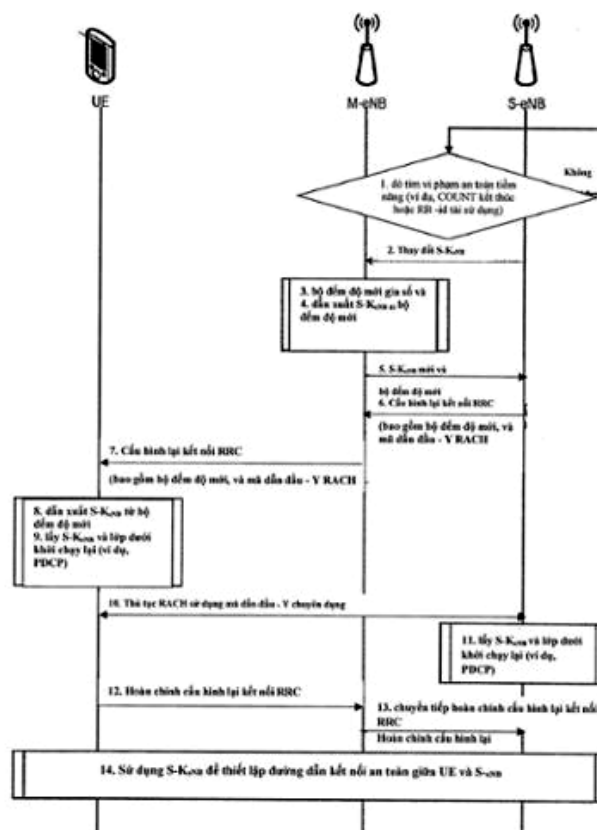 UE
M-eNB
S-eNB
Không
1. dò tìm vi phạm an toàn tiềm
năng (ví dụ, COUNT kết thúc
hoặc RB -id tái sử dụng)
2. Thay đổi S-KeNB
3. bộ đếm độ mới gia số và
4. dẫn xuất S-KeNB từ bộ
đếm độ mới
5. S-KeNB mới và
bộ đếm độ mới
6. Cấu hình lại kết nối RRC
(bao gồm bộ đếm độ mới, và
mã dẫn đầu - Y RACH
7. Cấu hình lại kết nối RRC
(bao gồm bộ đếm độ mới, và mã dẫn đầu - Y RACH
8. dẫn xuất S-KeNB từ bộ
đếm độ mới
9. lấy S-KeNB và lớp dưới
khởi chạy lại (ví dụ,
PDCP)
10. Thủ tục RACH sử dụng mã dẫn đầu - Y chuyên dụng
11. lấy S-KeNB và lớp dưới
khởi chạy lại (ví dụ,
PDCP)
12. Hoàn chỉnh cấu hình lại kết nối RRC
13. chuyển tiếp hoàn chỉnh cấu hình lại kết nối
RRC
Hoàn chỉnh cấu hình lại
14. Sử dụng S-KeNB để thiết lập đường dẫn kết nối an toàn giữa UE và S-eNB